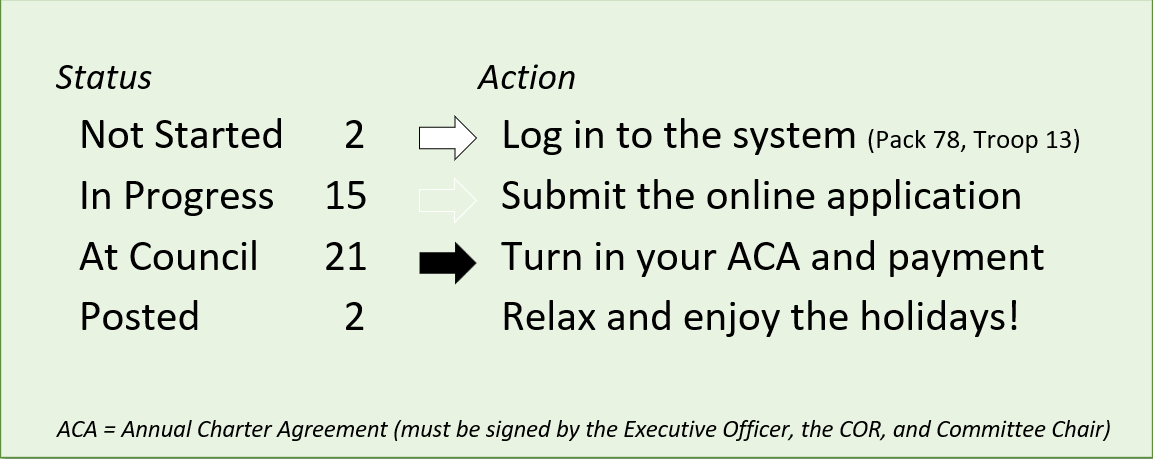 Status Action
Not Started 2 Log in to the system (Pack 78, Troop 13)
In Progress 15 Submit the online application
At Council 21 Turn in your ACA and payment
Posted 2 Relax and enjoy the holidays!
ACA = Annual Charter Agreement (must be signed by the Executive Officer, the COR, and Committee Chair)